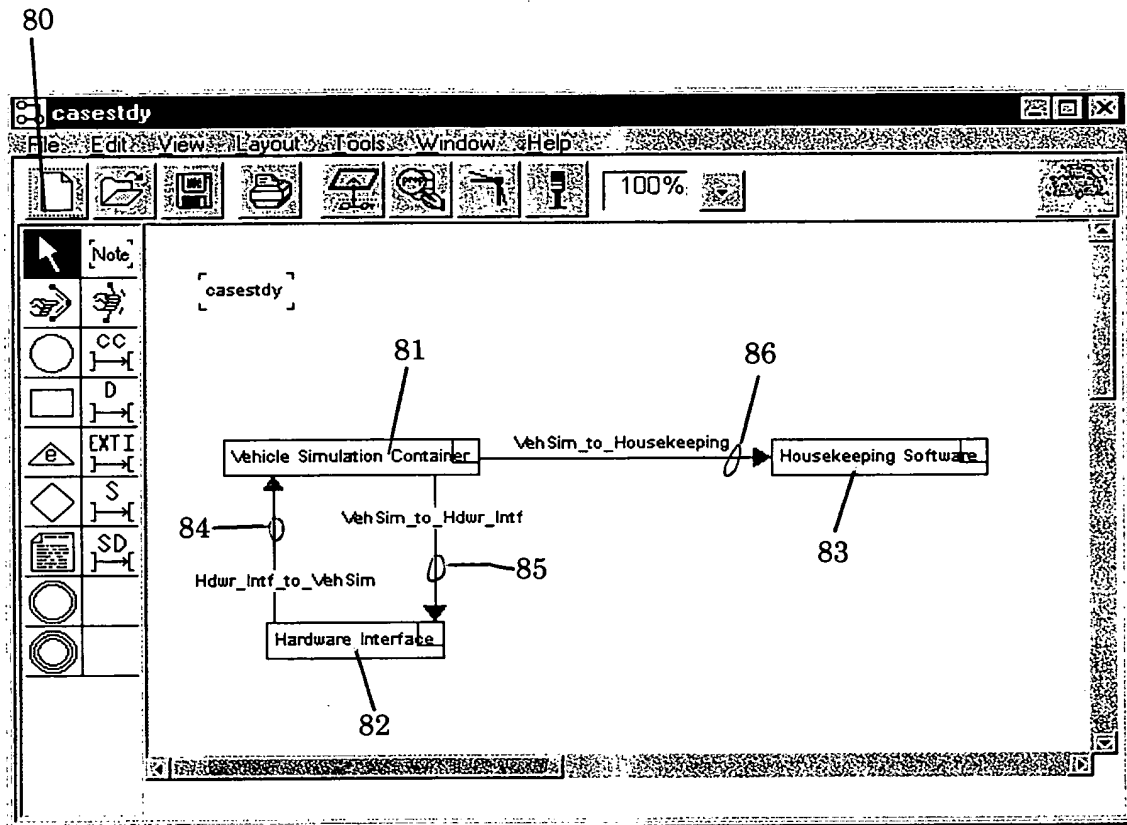 80
casestdy
File Edit View Layout Tools Window Help
100%
[Note]
CC
D
e
EXTI
S
SD
casestdy
81
86
Vehicle Simulation Container
VehSim_to_Housekeeping
Housekeeping Software
84
VehSim_to_Hdwr_Intf
83
85
Hdwr_Intf_to_VehSim
Hardware Interface
82